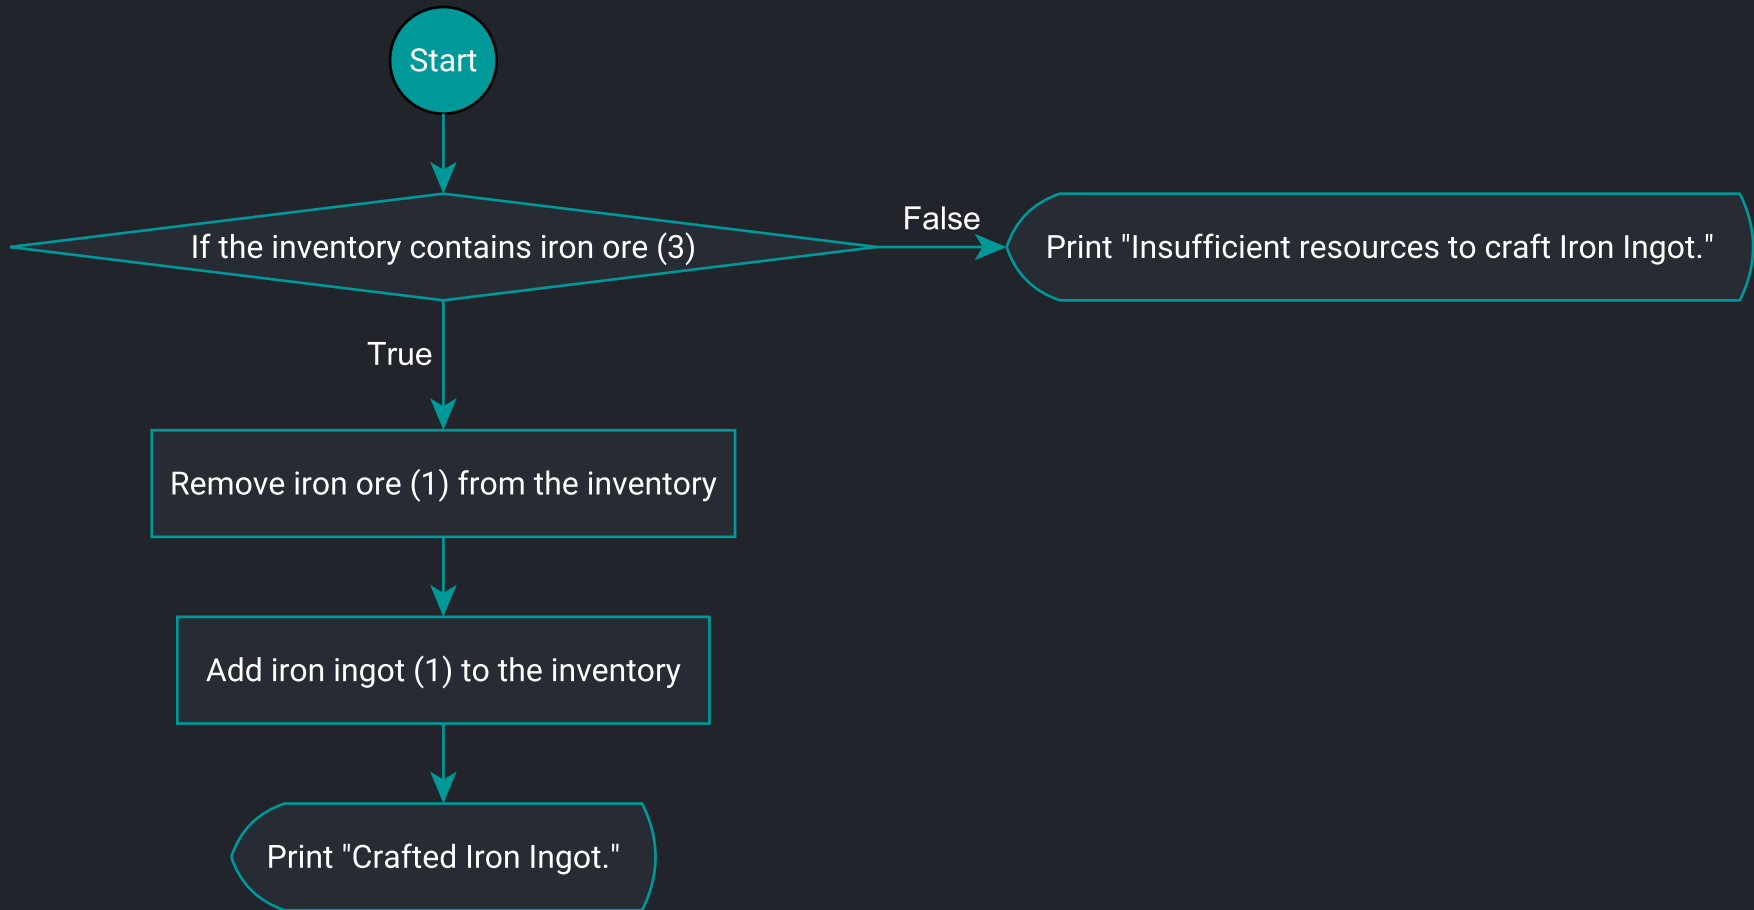 Start
If the inventory contains iron ore (3)
False
Print "Insufficient resources to craft Iron Ingot."
True
Remove iron ore (1) from the inventory
Add iron ingot (1) to the inventory
Print "Crafted Iron Ingot."